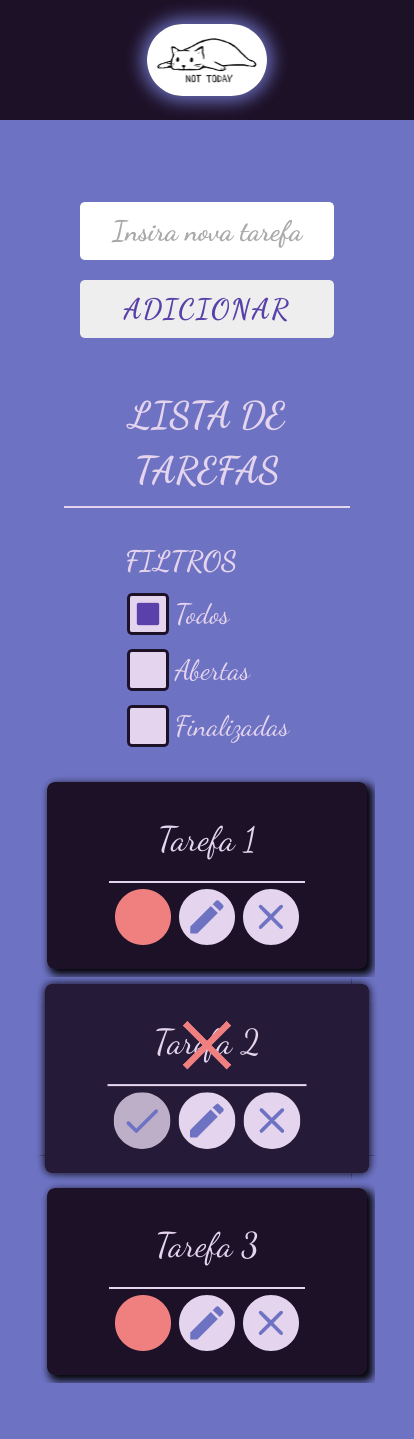 NOT TODAY
Insira nova tarefa
ADICIONAR
LISTA DE
TAREFAS
FILTROS
Todos
Abertas
Finalizadas
Tarefa 1
Tarefa 2
Tarefa 3